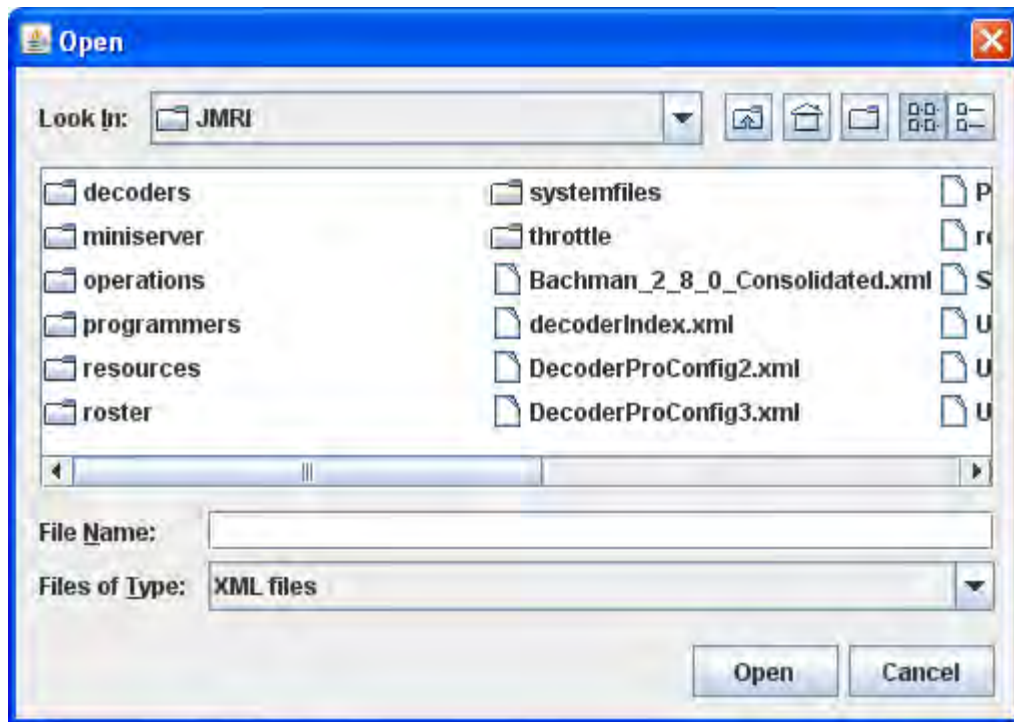 Open
Look In: JMRI
decoders
miniserver
operations
programmers
resources
roster
systemfiles
throttle
Bachman_2_8_0_Consolidated.xml
decoderIndex.xml
DecoderProConfig2.xml
DecoderProConfig3.xml
P
S
U
U
U
File Name:
Files of Type: XML files
Open Cancel